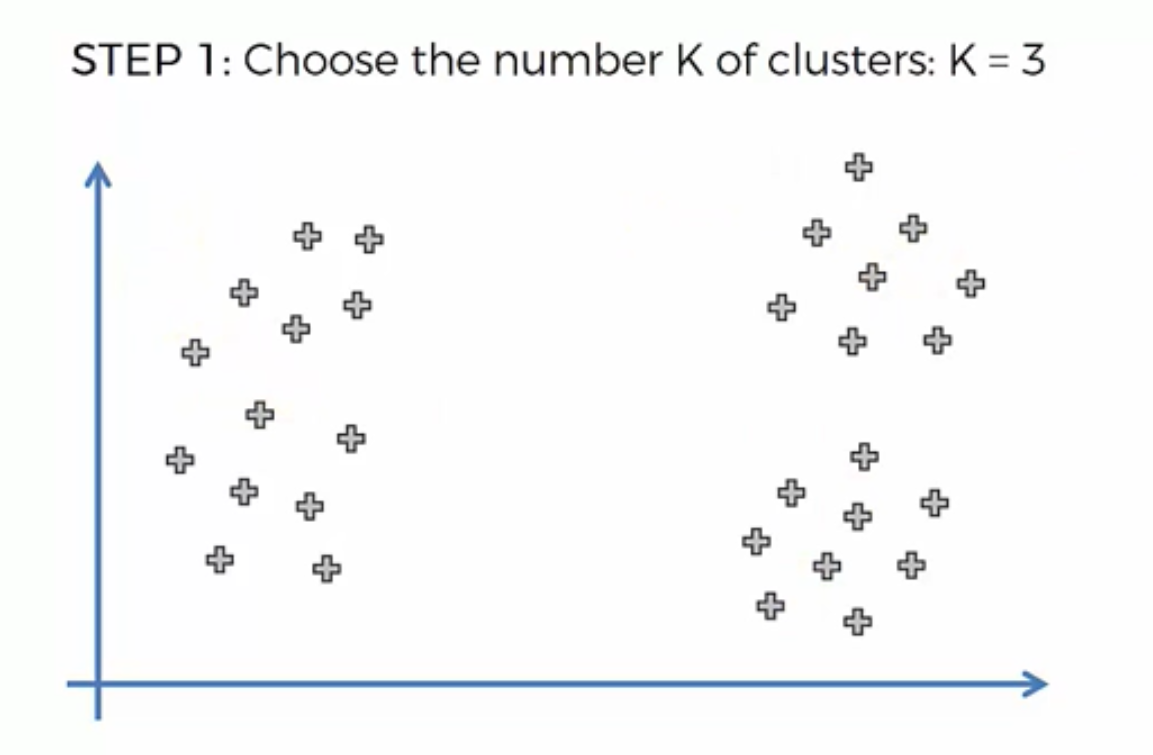 STEP 1: Choose the number K of clusters: K = 3